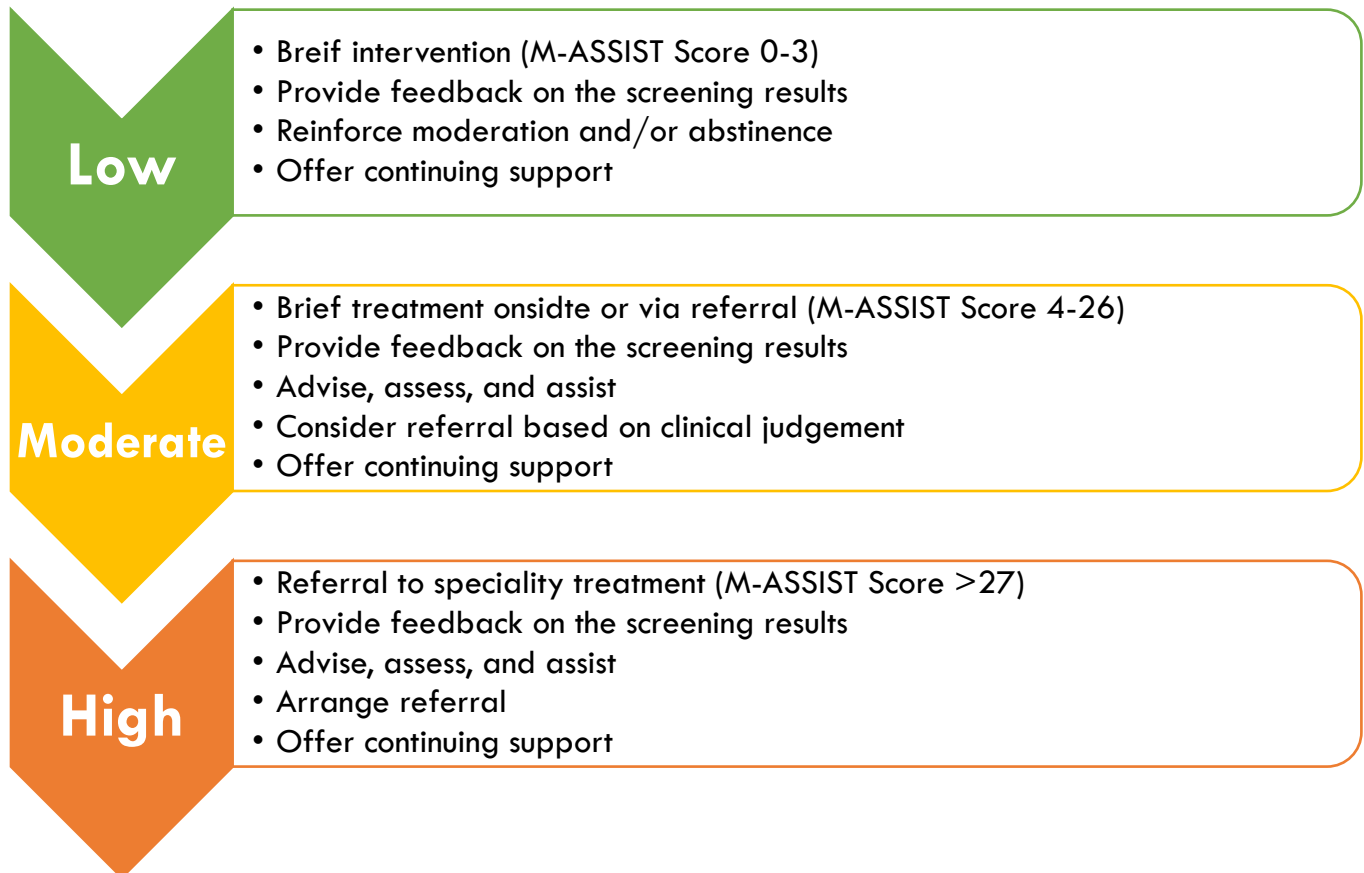 Low
• Breif intervention (M-ASSIST Score 0-3)
• Provide feedback on the screening results
• Reinforce moderation and/or abstinence
• Offer continuing support
Moderate
• Brief treatment onsidte or via referral (M-ASSIST Score 4-26)
• Provide feedback on the screening results
• Advise, assess, and assist
• Consider referral based on clinical judgement
• Offer continuing support
High
• Referral to speciality treatment (M-ASSIST Score >27)
• Provide feedback on the screening results
• Advise, assess, and assist
• Arrange referral
• Offer continuing support